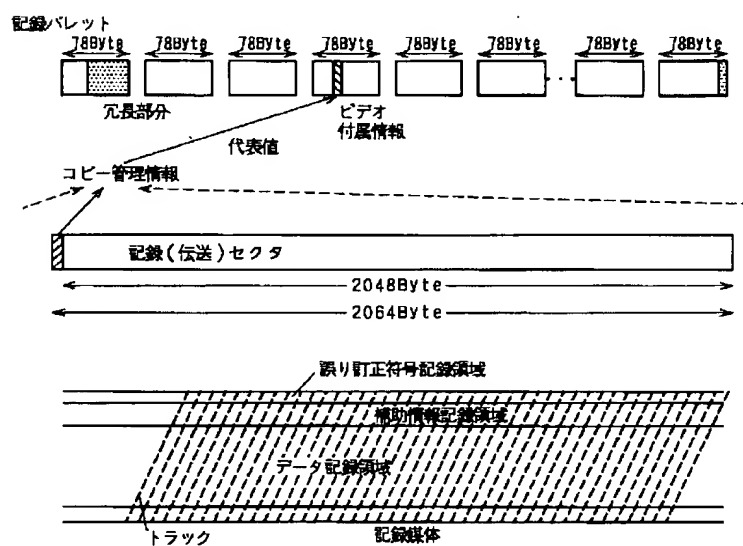 記録パレット
78Byte 78Byte 78Byte 78Byte 78Byte 78Byte 78Byte 78Byte
冗長部分
ビデオ
付属情報
代表値
コピー管理情報
記録(伝送)セクタ
2048Byte
2064Byte
誤り訂正符号記録領域
補助情報記録領域
データ記録領域
トラック
記録媒体